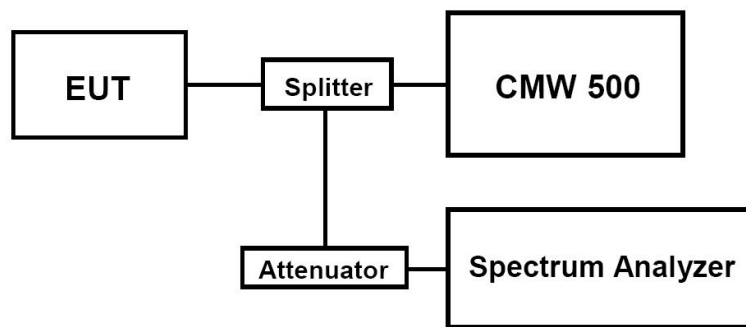 EUT
Splitter
CMW 500
Attenuator
Spectrum Analyzer